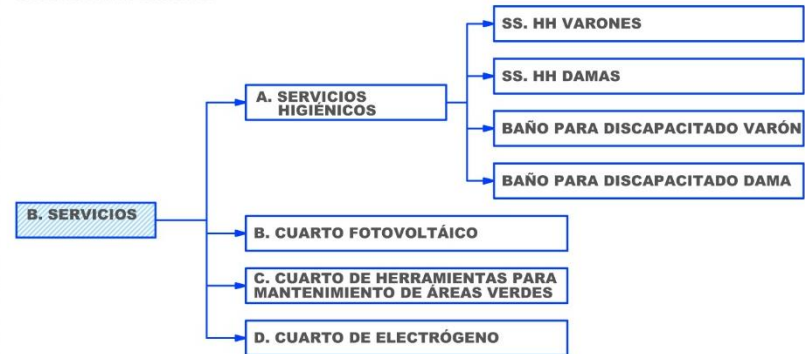 SS. HH VARONES
SS. HH DAMAS
A. SERVICIOS
HIGIÉNICOS
BAÑO PARA DISCAPACITADO VARÓN
BAÑO PARA DISCAPACITADO DAMA
B. SERVICIOS
B. CUARTO FOTOVOLTÁICO
C. CUARTO DE HERRAMIENTAS PARA
MANTENIMIENTO DE ÁREAS VERDES
D. CUARTO DE ELECTRÓGENO